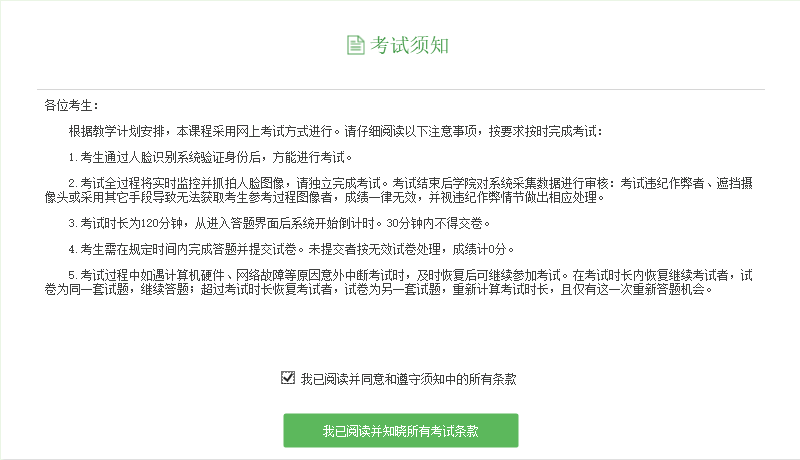 考试须知
各位考生：
根据教学计划安排，本课程采用网上考试方式进行。请仔细阅读以下注意事项，按要求按时完成考试：
1.考生通过人脸识别系统验证身份后，方能进行考试。
2.考试全过程将实时监控并抓拍人脸图像，请独立完成考试。考试结束后学院对系统采集数据进行审核：考试违纪作弊者、遮挡摄
像头或采用其它手段导致无法获取考生参考过程图像者，成绩一律无效，并视违纪作弊情节做出相应处理。
3.考试时长为120分钟，从进入答题界面后系统开始倒计时。30分钟内不得交卷。
4.考生需在规定时间内完成答题并提交试卷。未提交者按无效试卷处理，成绩计0分。
5.考试过程中如遇计算机硬件、网络故障等原因意外中断考试时，及时恢复后可继续参加考试。在考试时长内恢复继续考试者，试
卷为同一套试题，继续答题；超过考试时长恢复考试者，试卷为另一套试题，重新计算考试时长，且仅有这一次重新答题机会。
我已阅读并同意和遵守须知中的所有条款
我已阅读并知晓所有考试条款